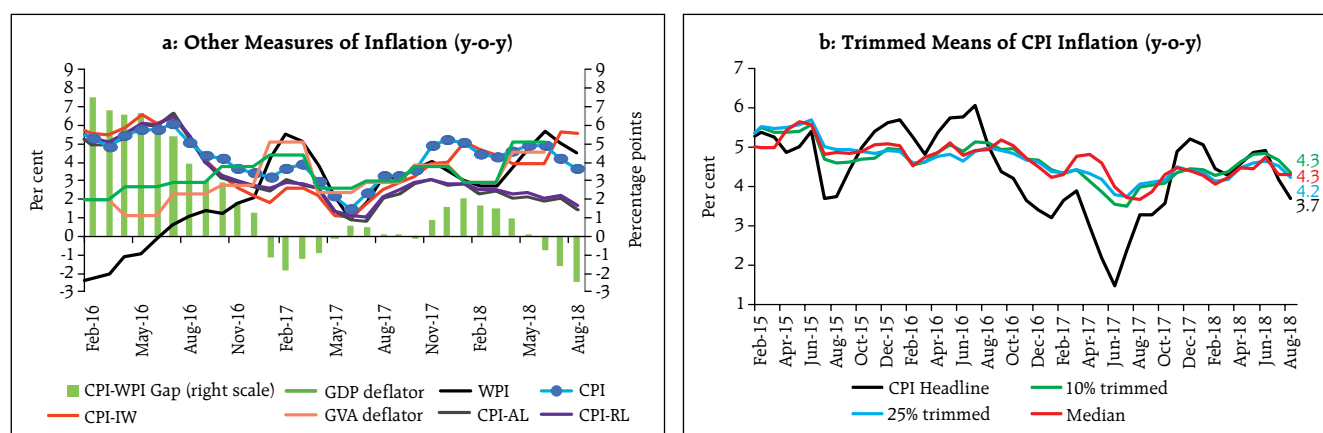 a: Other Measures of Inflation (y-o-y)
9
8
7
6
5
4
3
2
1
0
-1
-2
-3
Per cent
9
8
7
6
5
4
3
2
1
0
-1
-2
-3
Percentage points
Feb-16
May-16
Aug-16
Nov-16
Feb-17
May-17
Aug-17
Nov-17
Feb-18
May-18
Aug-18
CPI-WPI Gap (right scale) GDP deflator WPI CPI
CPI-IW GVA deflator CPI-AL CPI-RL
b: Trimmed Means of CPI Inflation (y-o-y)
7
6
5
4
3
2
1
Per cent
4.3
4.3
4.2
3.7
Feb-15
Apr-15
Jun-15
Aug-15
Oct-15
Dec-15
Feb-16
Apr-16
Jun-16
Aug-16
Oct-16
Dec-16
Feb-17
Apr-17
Jun-17
Aug-17
Oct-17
Dec-17
Feb-18
Apr-18
Jun-18
Aug-18
CPI Headline 10% trimmed
25% trimmed Median